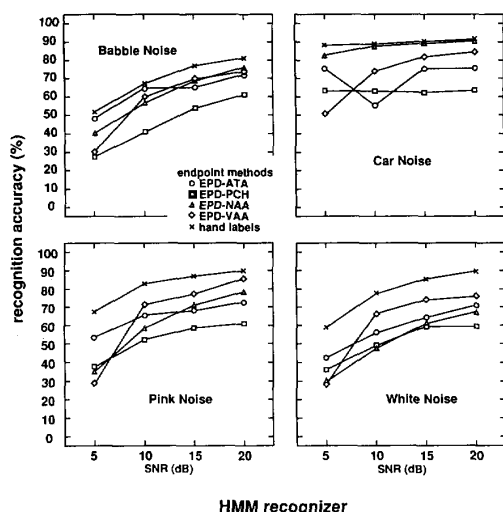 recognition accuracy (%)
100
90
80
70
60
50
40
30
20
10
0
Babble Noise
endpoint methods
EPD-ATA
EPD-PCH
EPD-NAA
EPD-VAA
hand labels
Car Noise
90
80
70
60
50
40
30
20
10
0
Pink Noise
White Noise
5
10
15
20
SNR (dB)
5
10
15
20
SNR (dB)
HMM recognizer